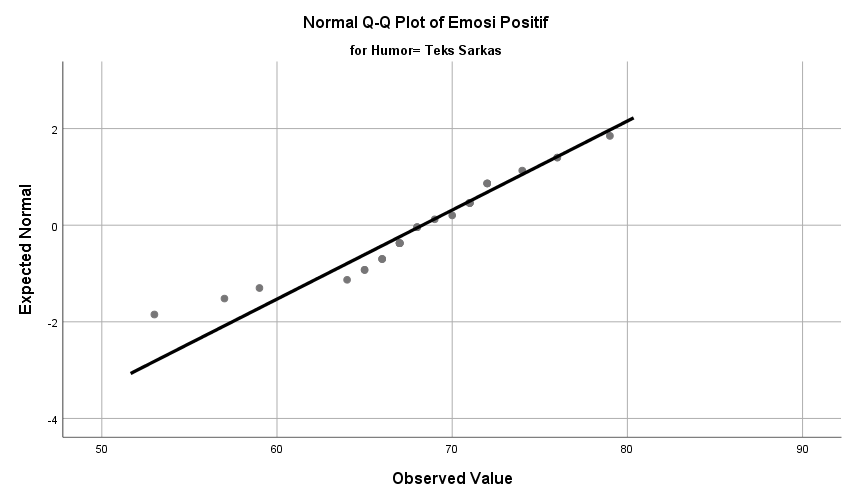 Normal Q-Q Plot of Emosi Positif
for Humor= Teks Sarkas
Expected Normal
2
0
-2
-4
50 60 70 80 90
Observed Value